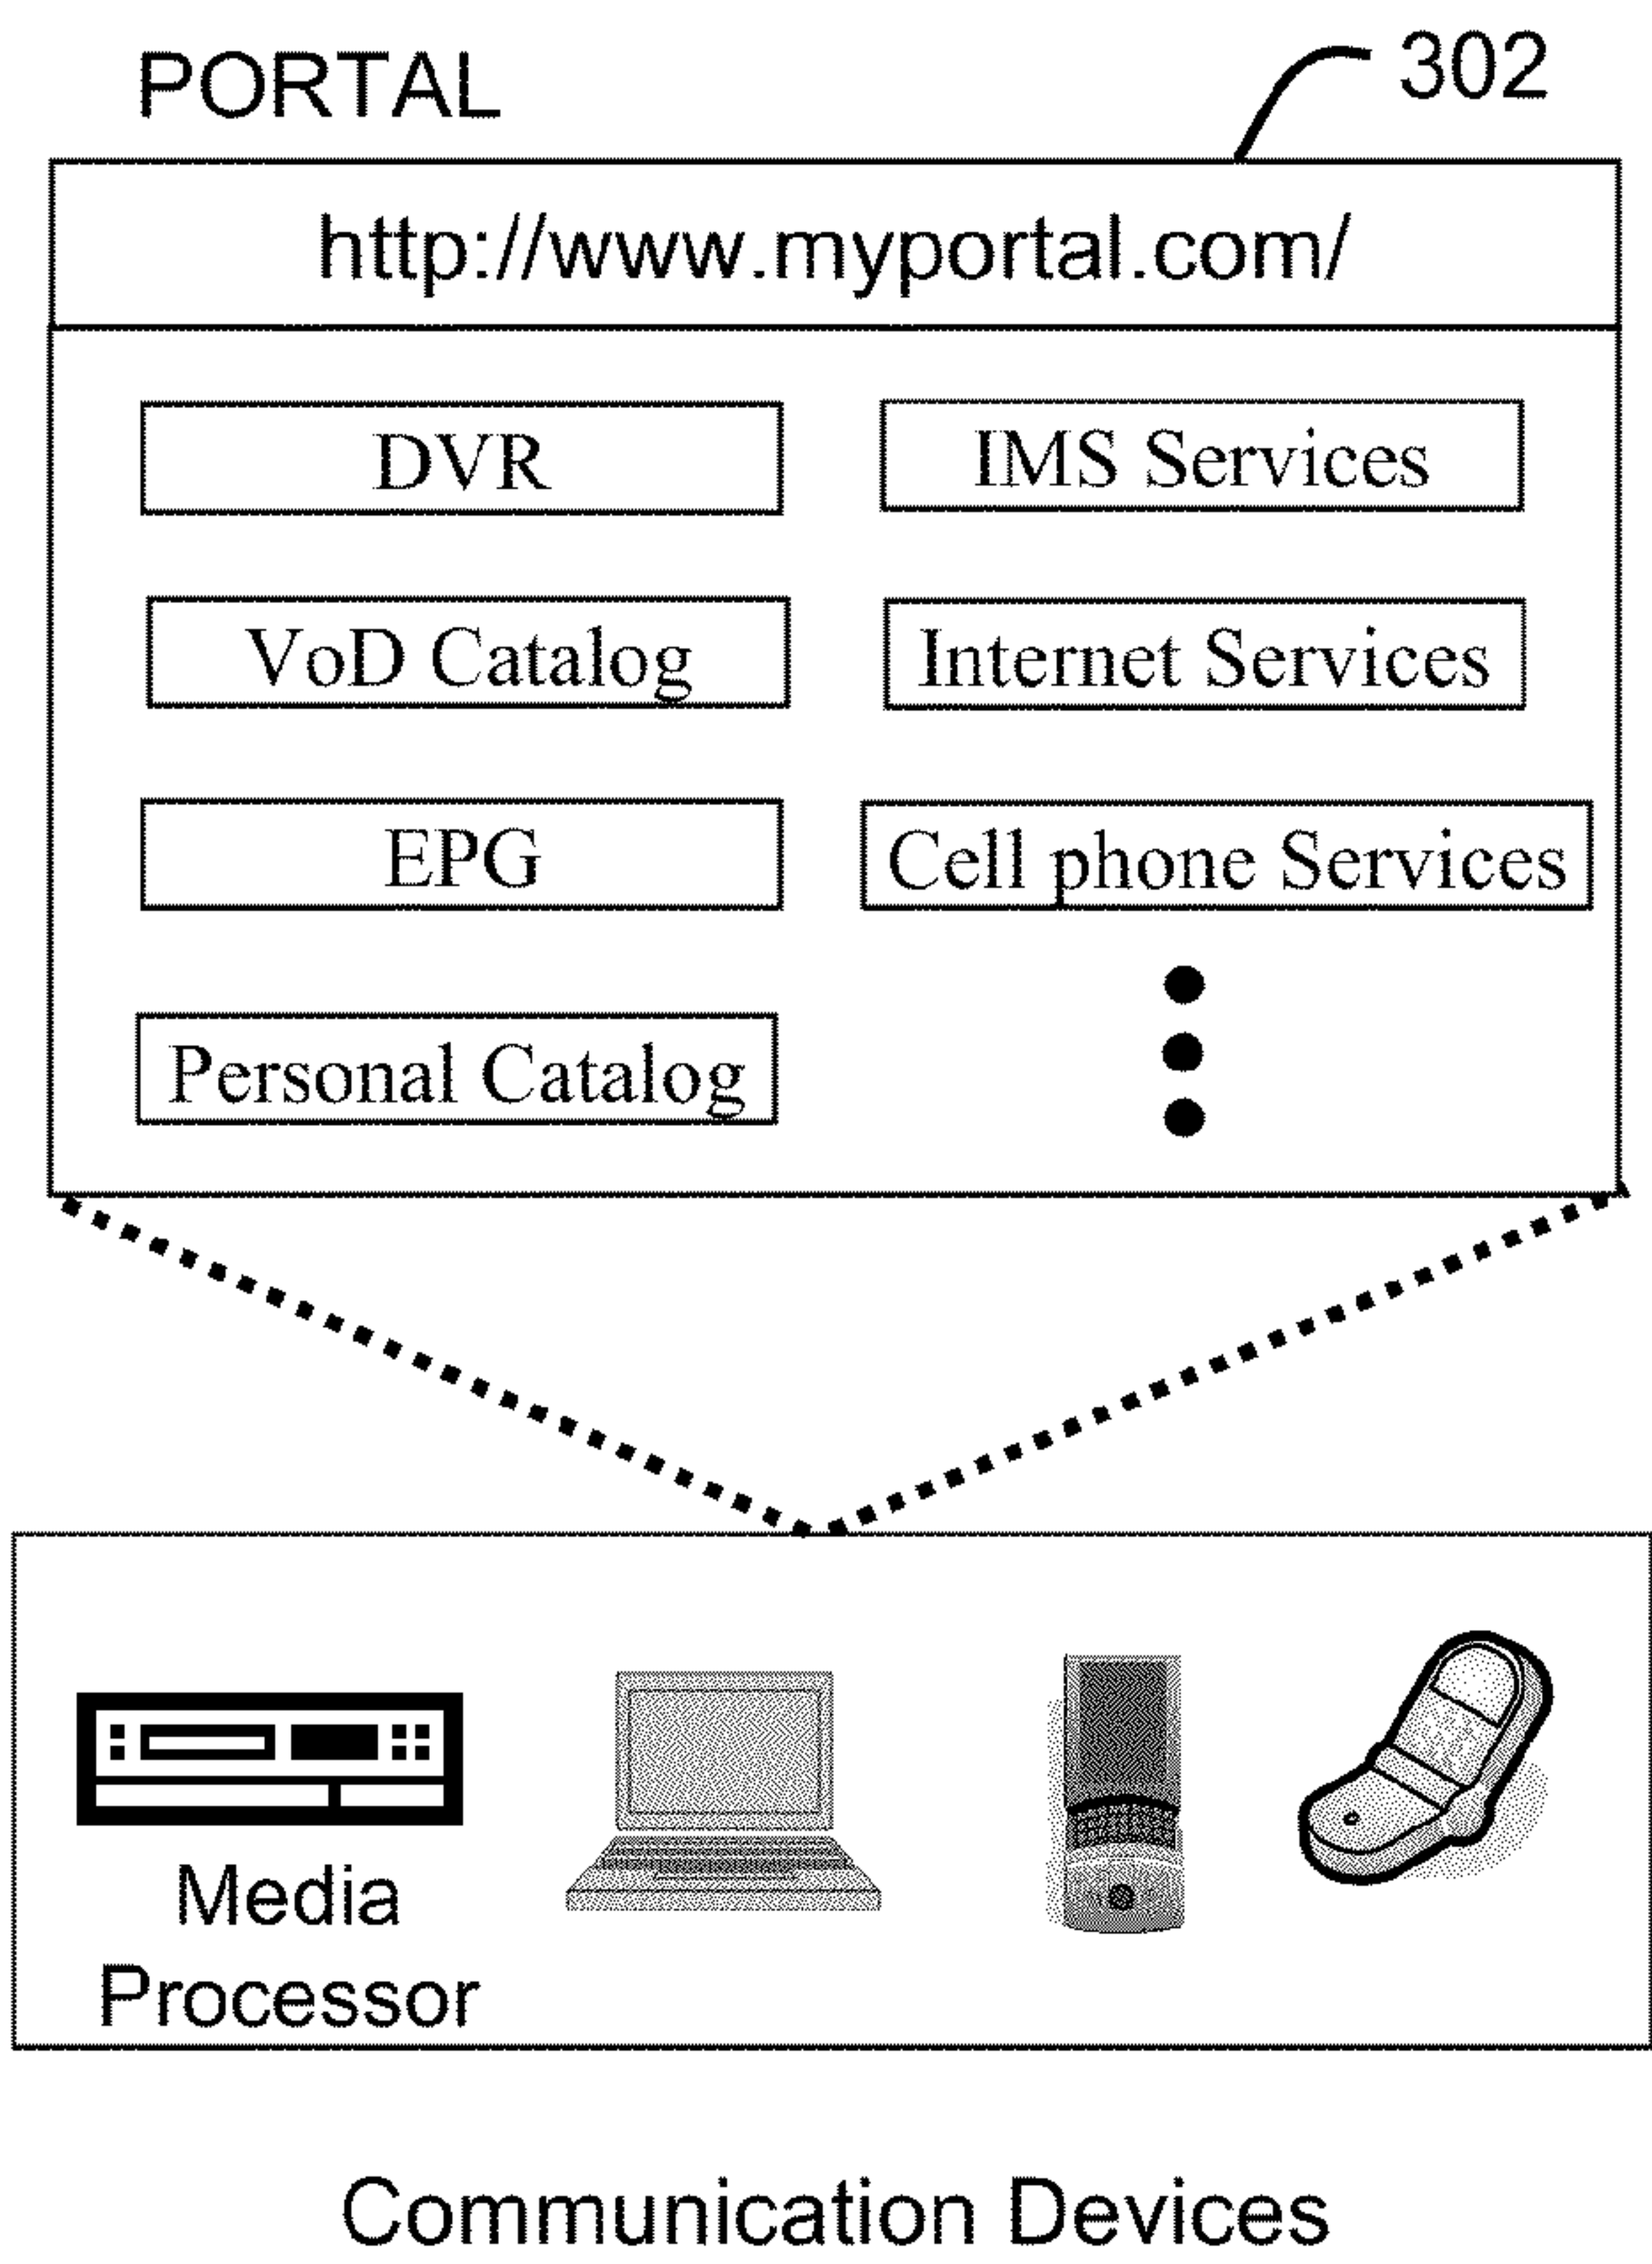 PORTAL
302
http://www.myportal.com/
DVR
IMS Services
VoD Catalog
Internet Services
EPG
Cell phone Services
Personal Catalog
Media
Processor
Communication Devices